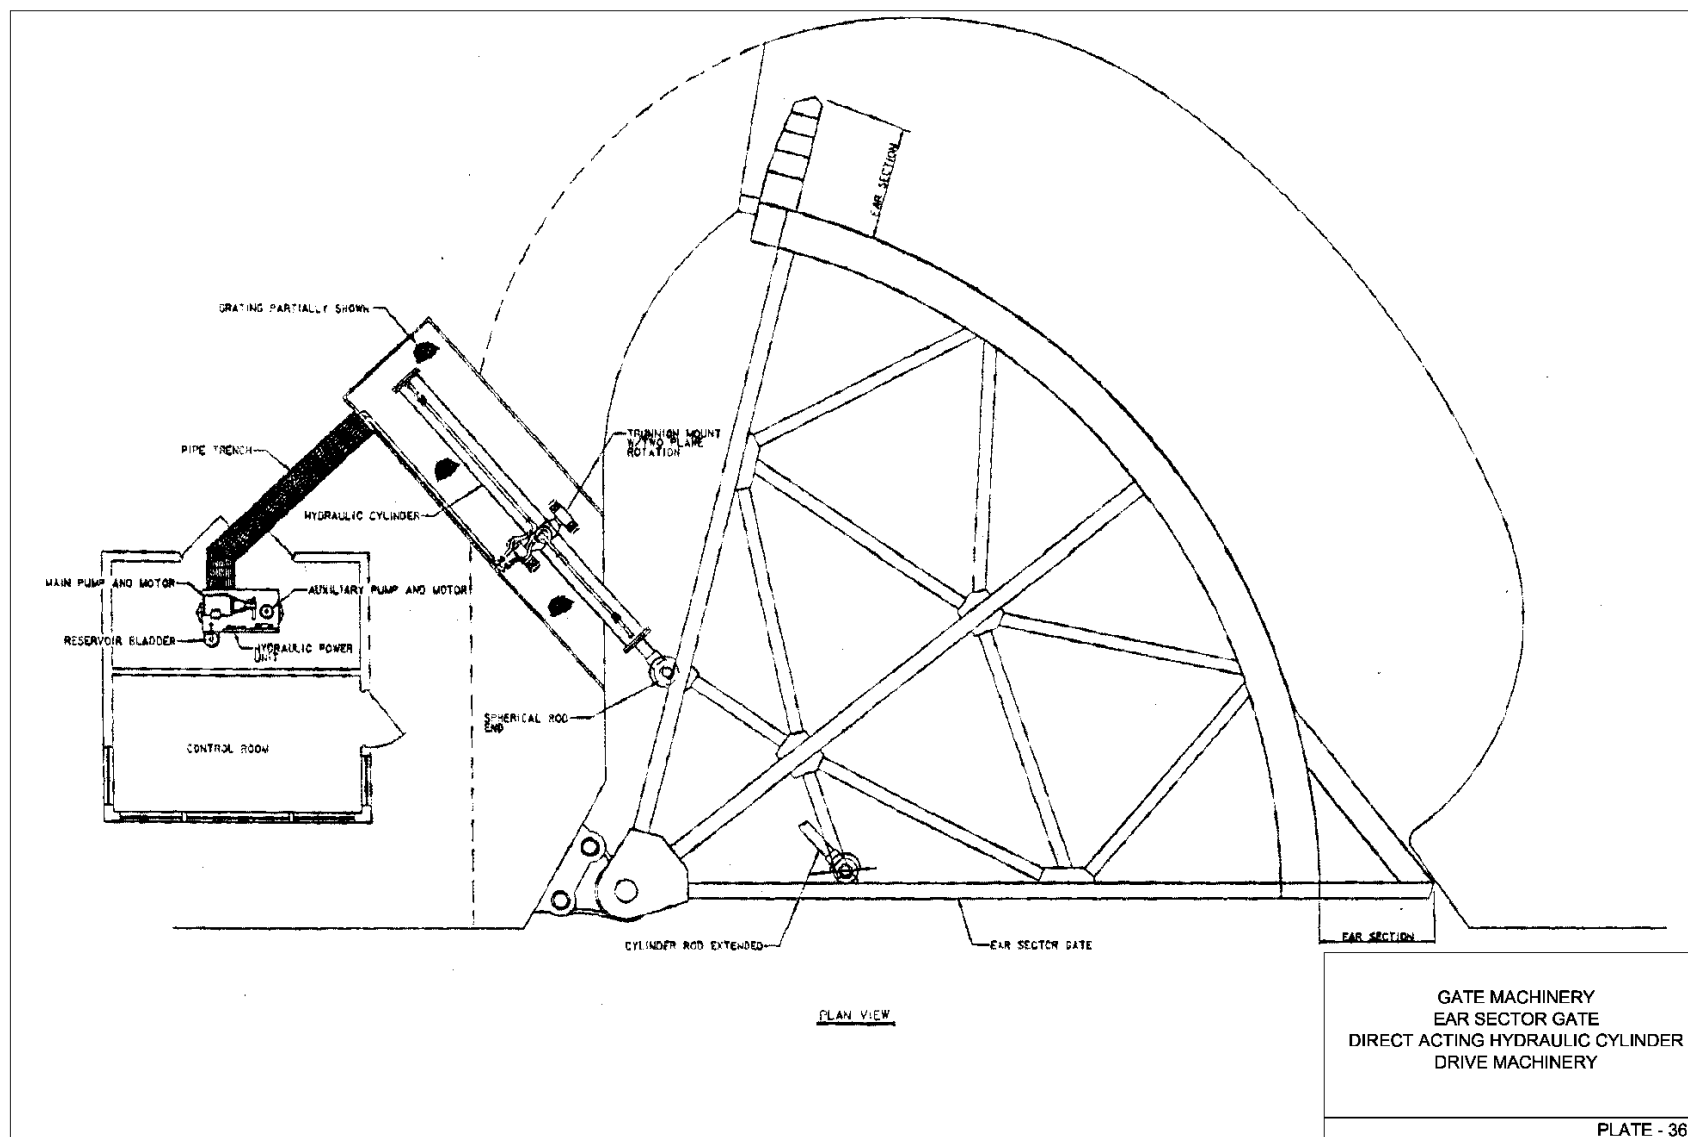 EAR SECTION
GRATING PARTIALLY SHOWN
TRUNNION MOUNT
W/TWO PLANE
ROTATION
PIPE TRENCH
HYDRAULIC CYLINDER
MAIN PUMP AND MOTOR
AUXILIARY PUMP AND MOTOR
RESERVOIR BLADDER
HYDRAULIC POWER
UNIT
SPHERICAL ROD
END
CONTROL ROOM
CYLINDER ROD EXTENDED
EAR SECTOR GATE
EAR SECTION
PLAN VIEW
GATE MACHINERY
EAR SECTOR GATE
DIRECT ACTING HYDRAULIC CYLINDER
DRIVE MACHINERY
PLATE - 36